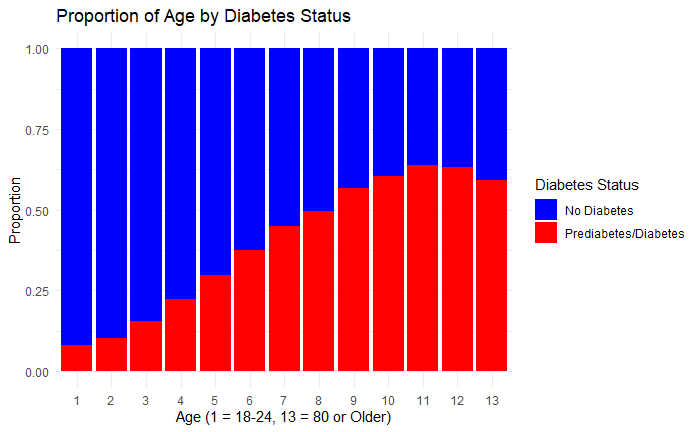 Proportion of Age by Diabetes Status
1.00
0.75
0.50
0.25
0.00
Proportion
1 2 3 4 5 6 7 8 9 10 11 12 13
Age (1 = 18-24, 13 = 80 or Older)
Diabetes Status
No Diabetes
Prediabetes/Diabetes